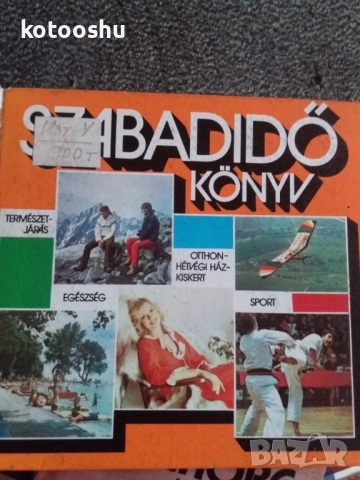 kotooshu
SZABADIDŐ
KÖNYV
TERMÉSZET-
JÁRÁS
OTTHON-
HÉTVÉGI HÁZ-
KISKERT
EGÉSZSÉG
SPORT
BAZAR